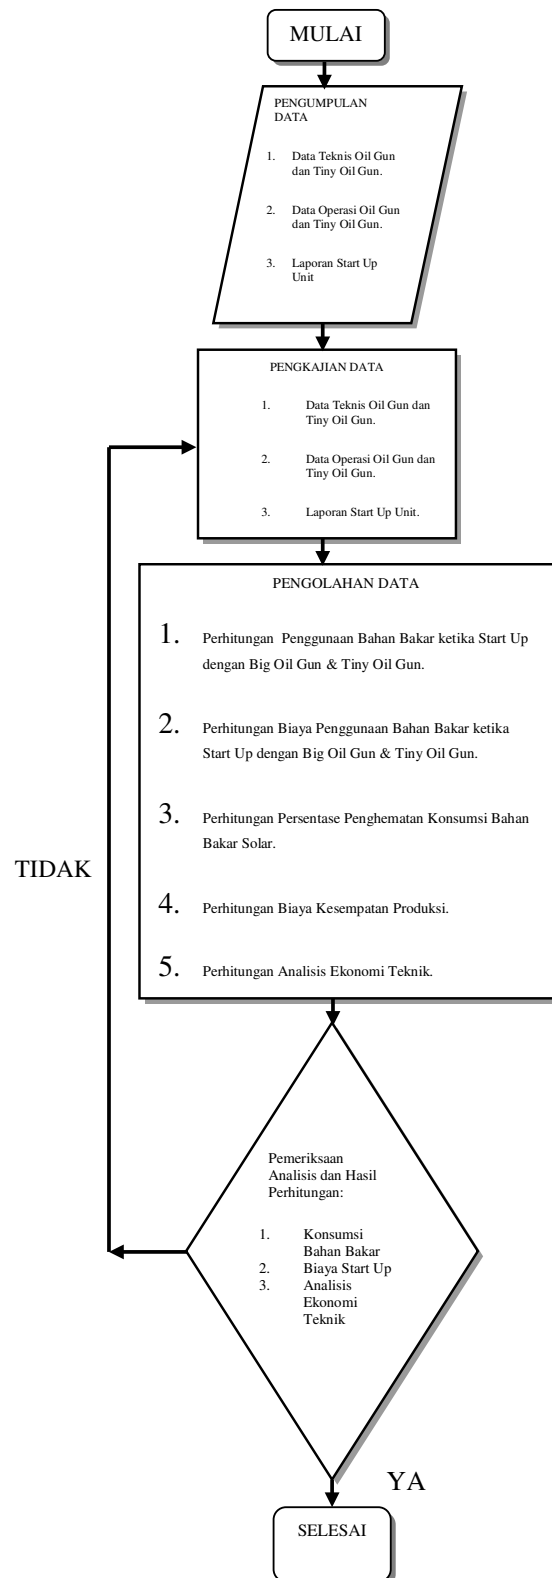 MULAI
PENGUMPULAN
DATA
1. Data Teknis Oil Gun
dan Tiny Oil Gun.
2. Data Operasi Oil Gun
dan Tiny Oil Gun.
3. Laporan Start Up
Unit
PENGKAJIAN DATA
1. Data Teknis Oil Gun dan
Tiny Oil Gun.
2. Data Operasi Oil Gun dan
Tiny Oil Gun.
3. Laporan Start Up Unit.
PENGOLAHAN DATA
1. Perhitungan Penggunaan Bahan Bakar ketika Start Up
dengan Big Oil Gun & Tiny Oil Gun.
2. Perhitungan Biaya Penggunaan Bahan Bakar ketika
Start Up dengan Big Oil Gun & Tiny Oil Gun.
3. Perhitungan Persentase Penghematan Konsumsi Bahan
Bakar Solar.
4. Perhitungan Biaya Kesempatan Produksi.
5. Perhitungan Analisis Ekonomi Teknik.
TIDAK
Pemeriksaan
Analisis dan Hasil
Perhitungan:
1. Konsumsi
Bahan Bakar
2. Biaya Start Up
3. Analisis
Ekonomi
Teknik
YA
SELESAI